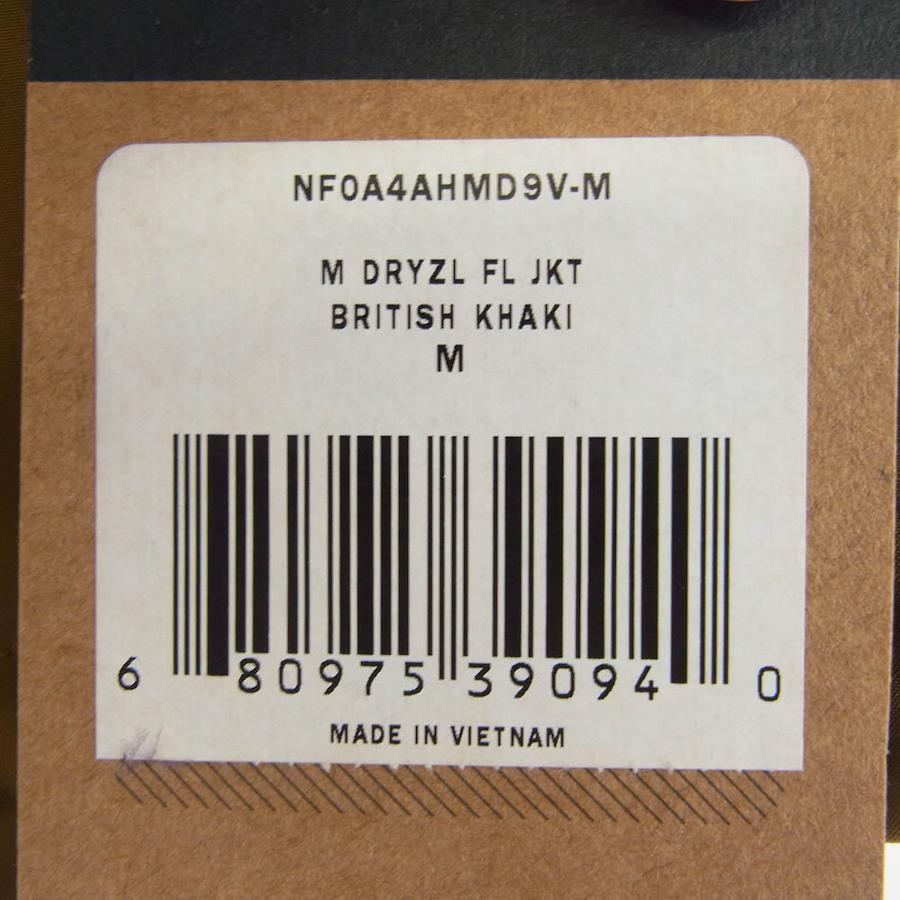 NF0A4AHMD9V-M
M DRYZL FL JKT
BRITISH KHAKI
M
6 80975 39094 0
MADE IN VIETNAM